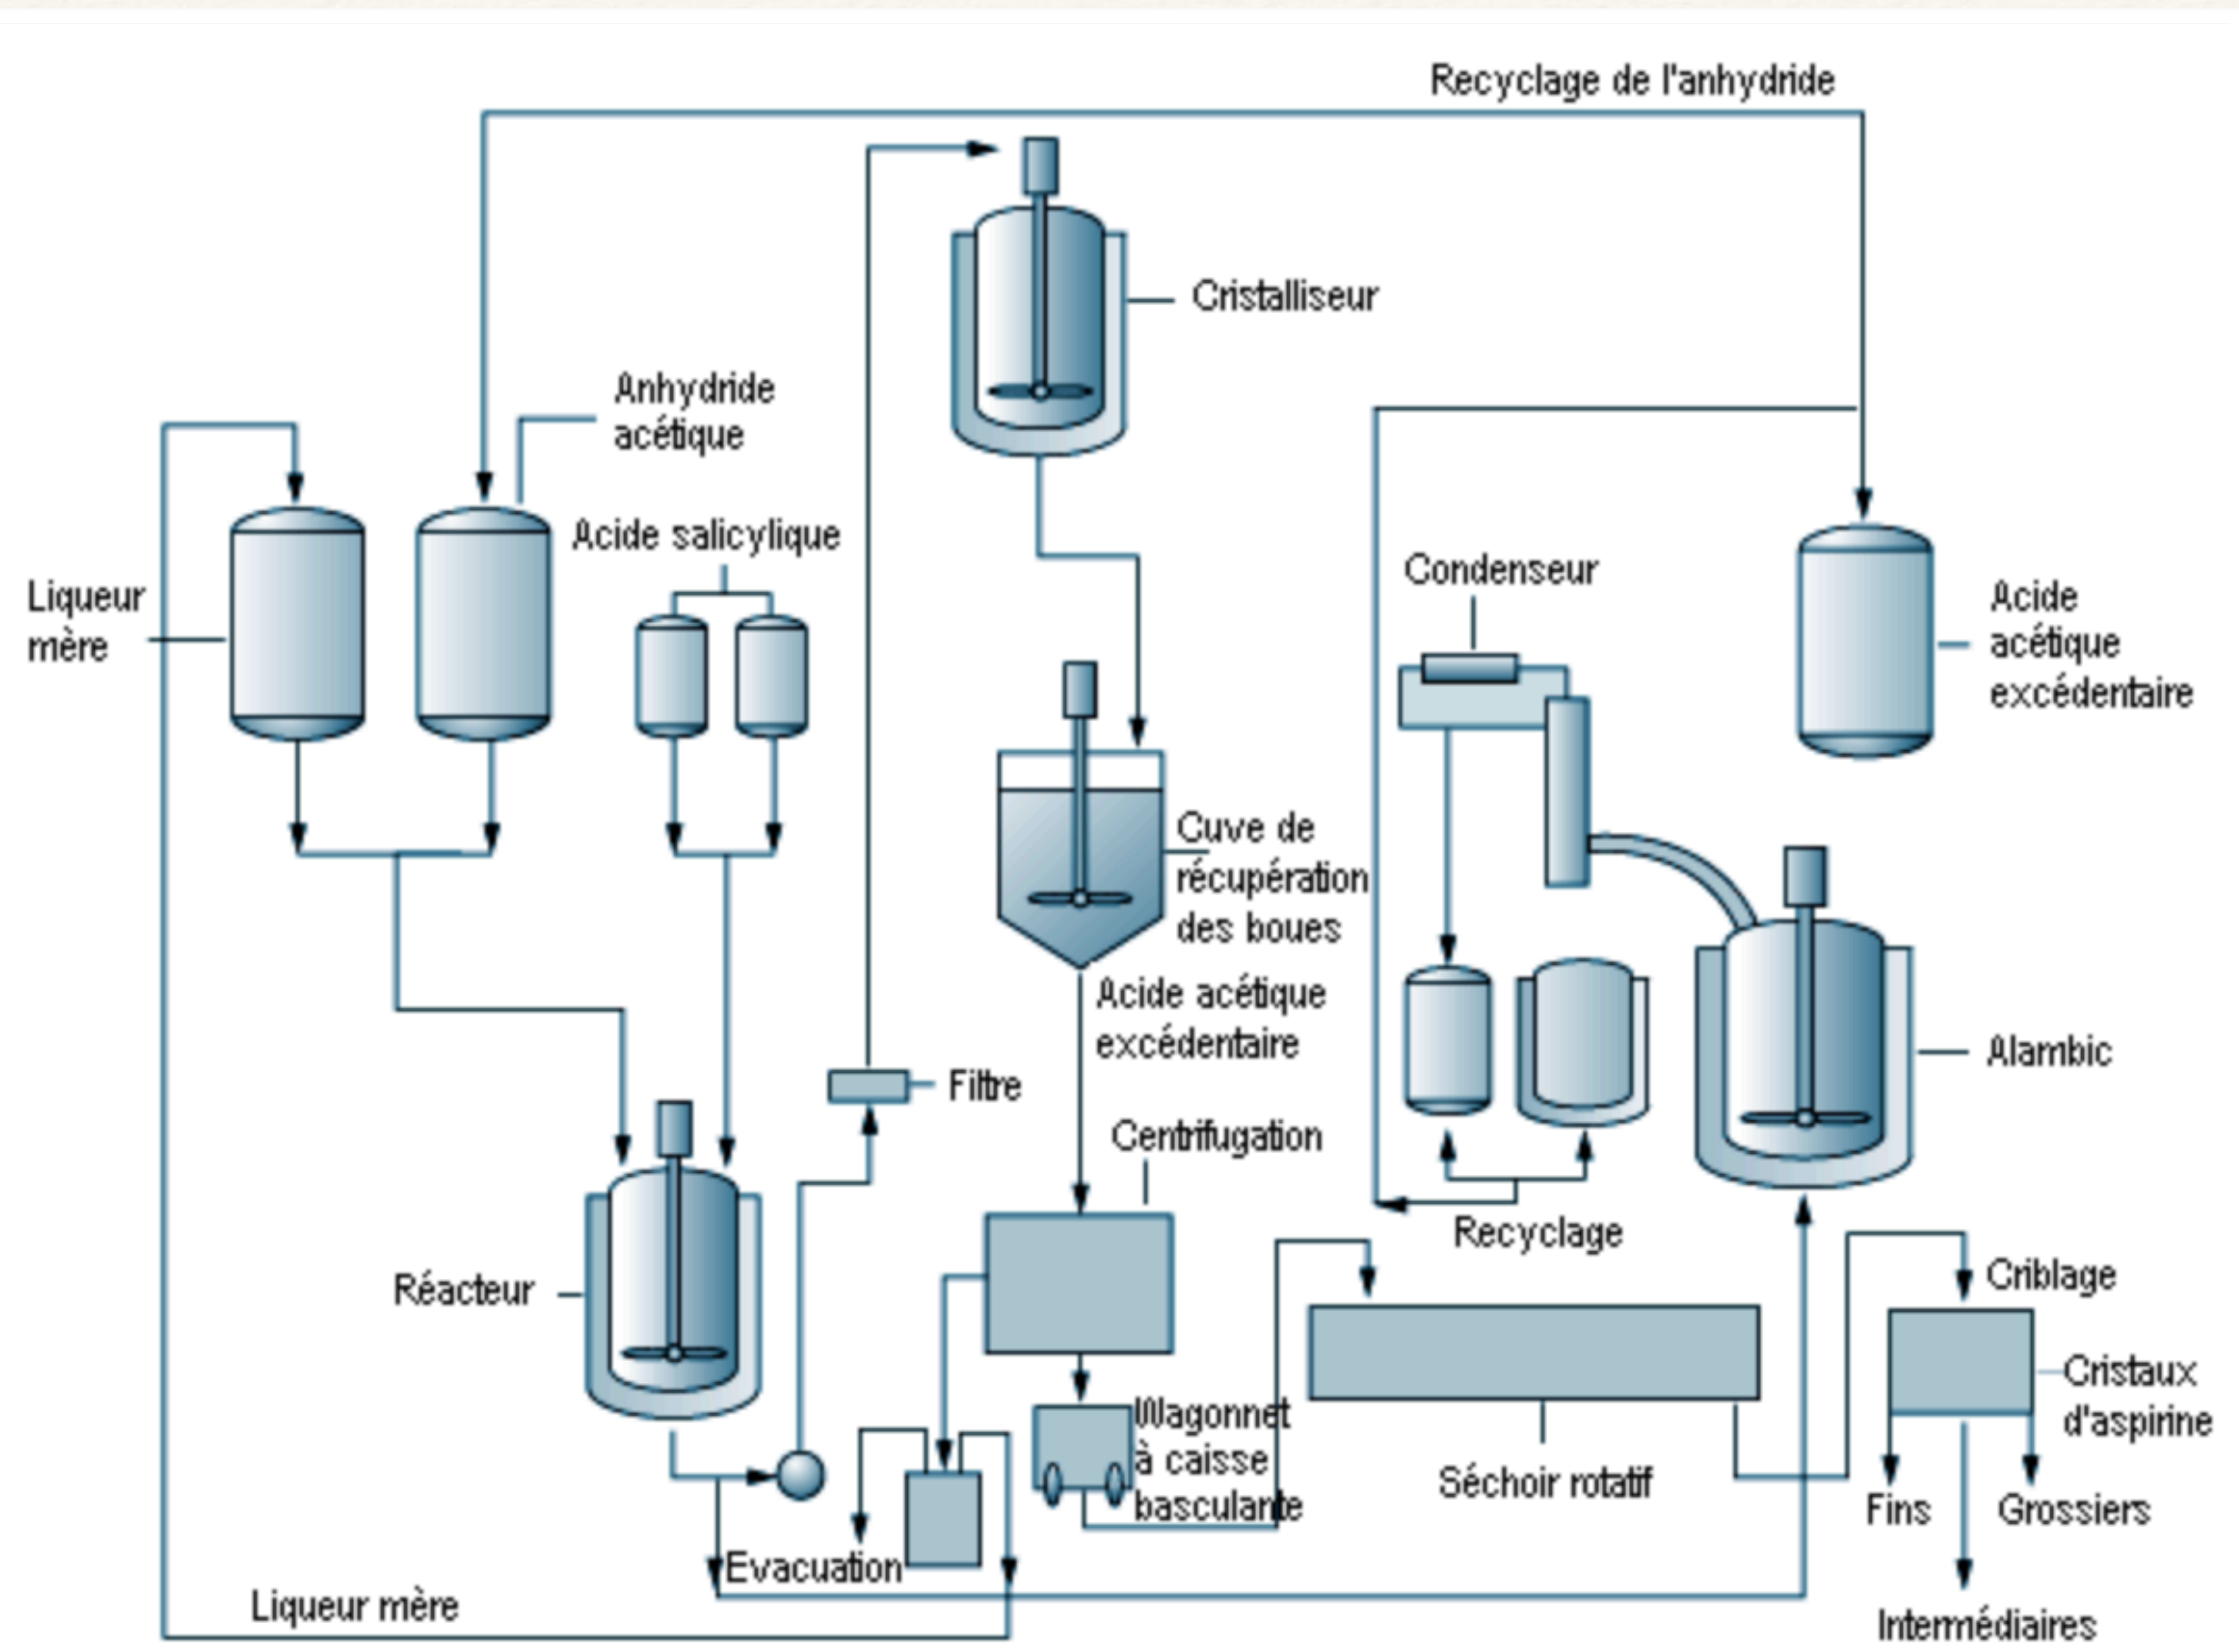 Recyclage de l'anhydride
Cristalliseur
Anhydride
acétique
Acide salicylique
Liqueur
mère
Condenseur
Acide
acétique
excédentaire
Cuve de
récupération
des boues
Acide acétique
excédentaire
Alambic
Filtre
Centrifugation
Recyclage
Réacteur
Criblage
Cristaux
d'aspirine
Wagonnet
à caisse
basculante
Séchoir rotatif
Fins
Grossiers
Evacuation
Liqueur mère
Intermédiaires